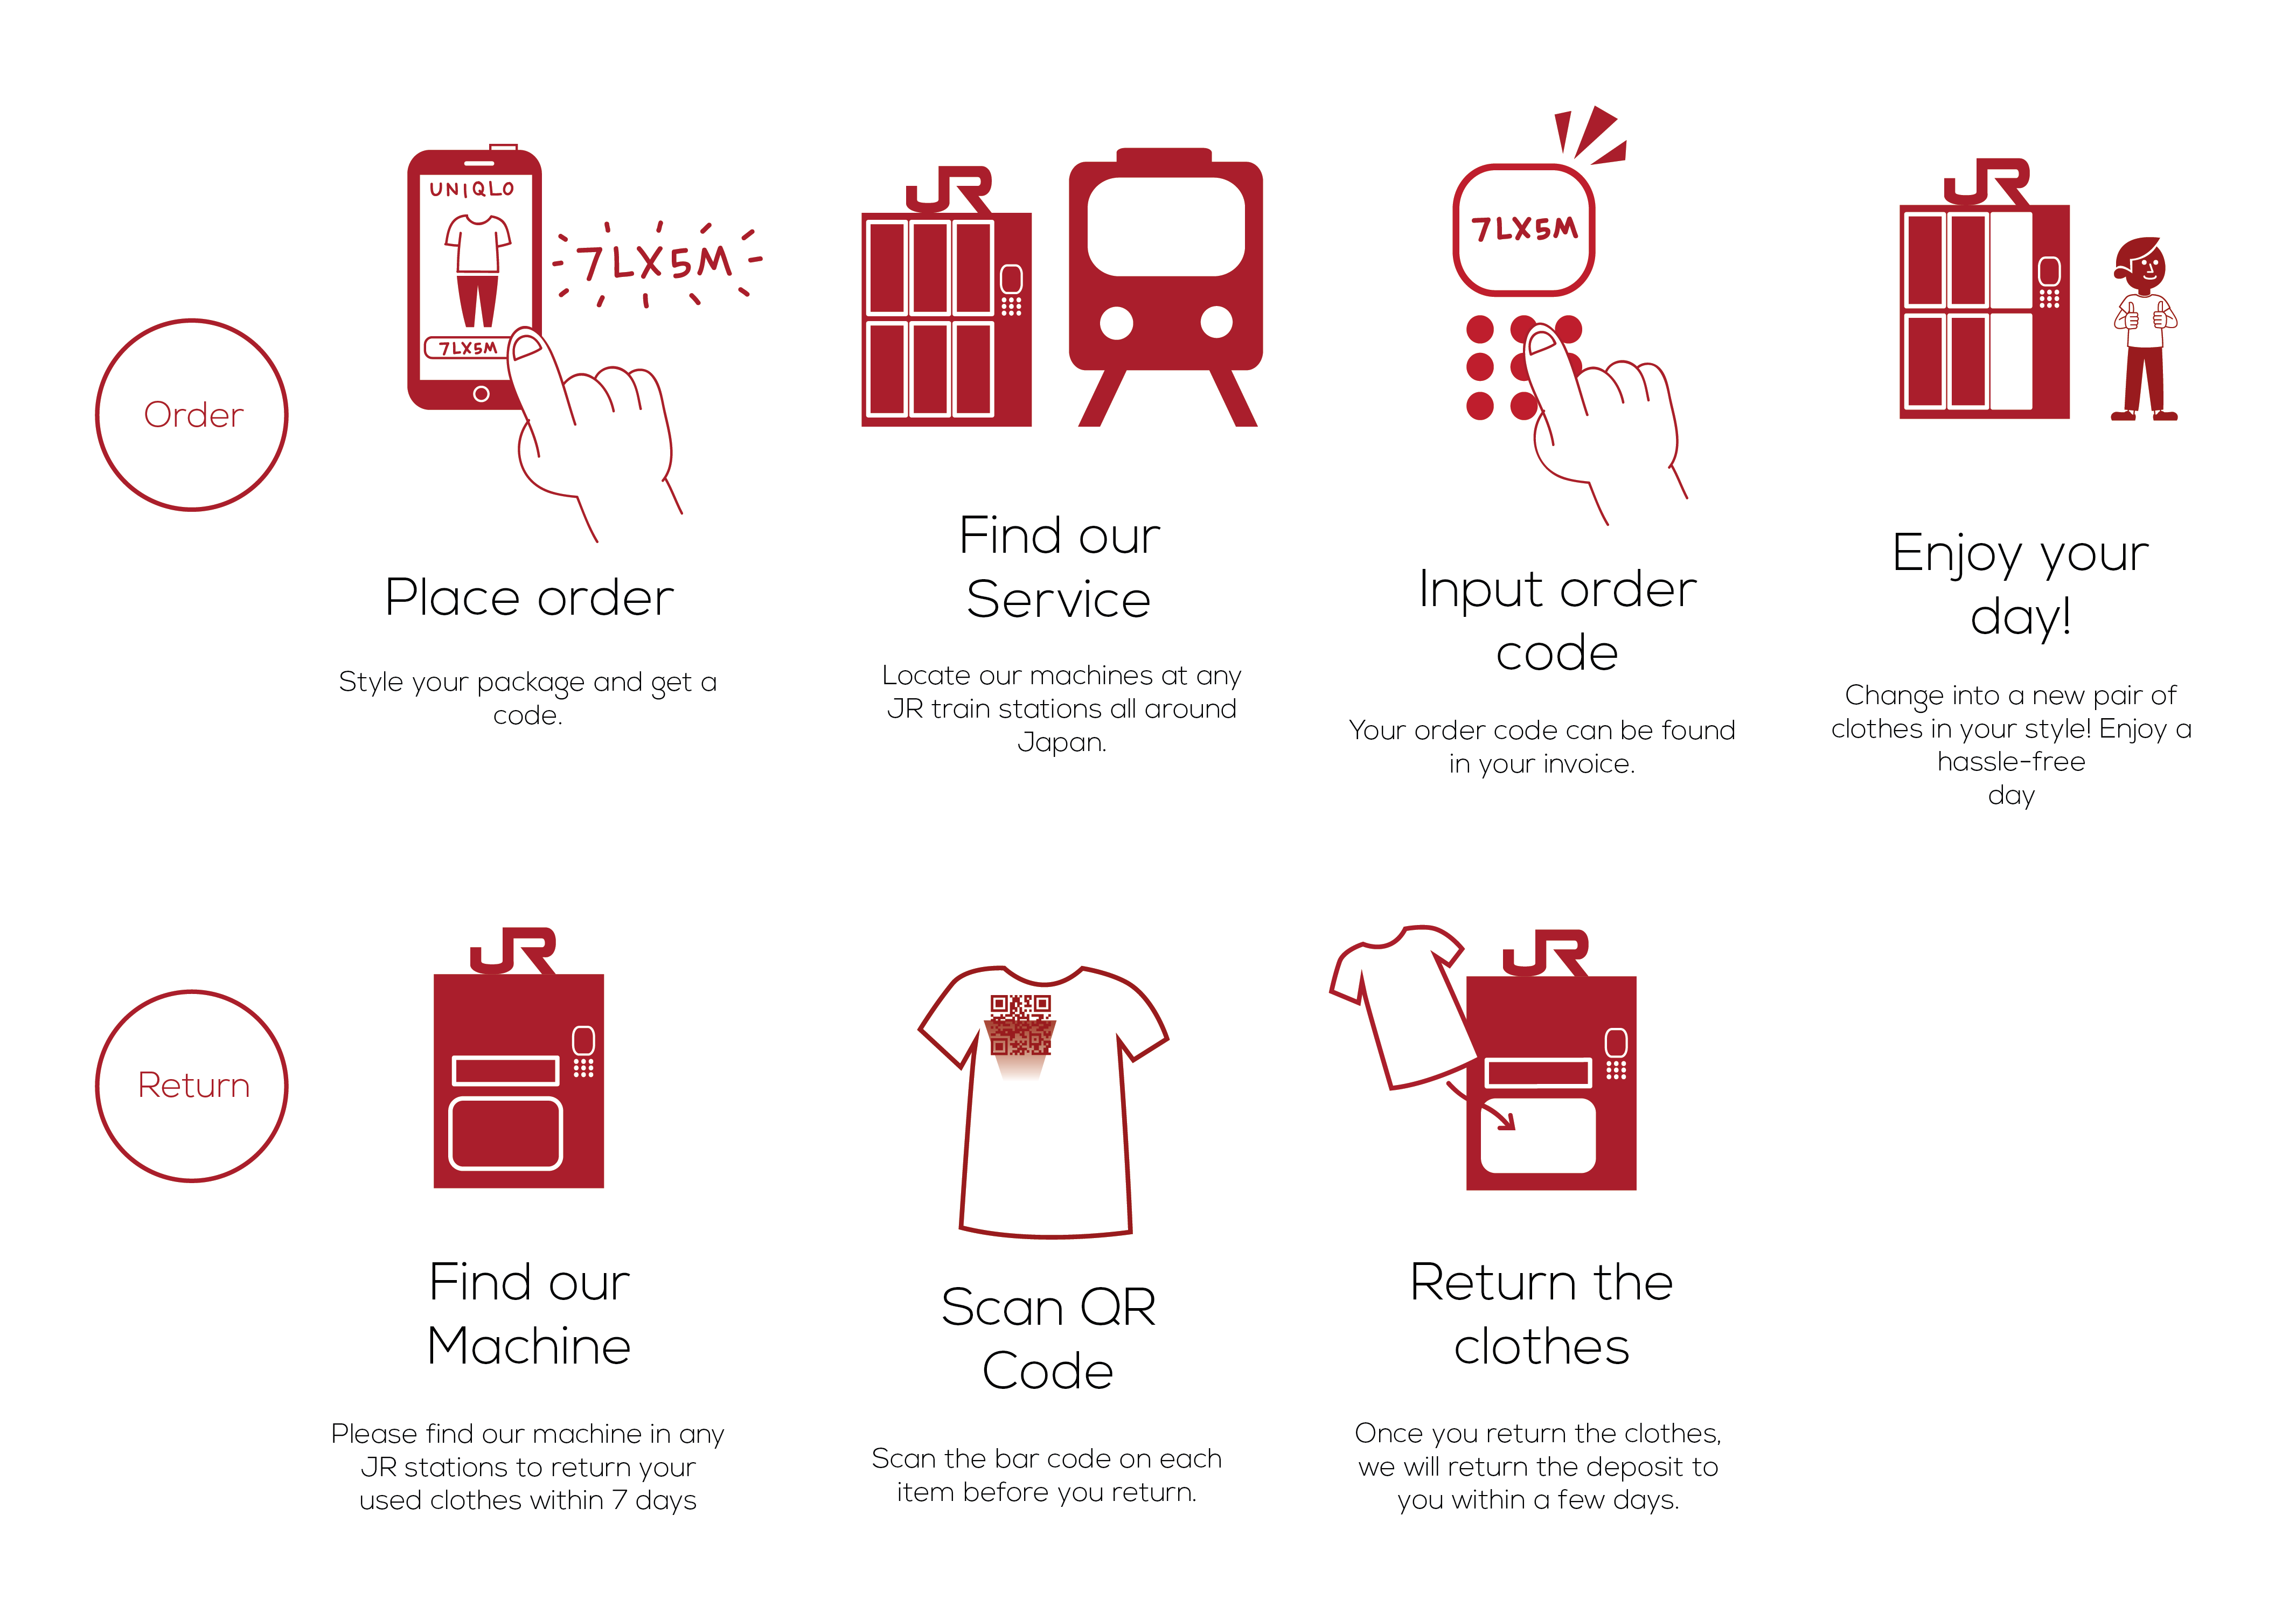 Order
UNIQLO
7LX5M
7LX5M
Place order
Style your package and get a
code.
JR
Find our
Service
Locate our machines at any
JR train stations all around
Japan.
7LX5M
Input order
code
Your order code can be found
in your invoice.
JR
Enjoy your
day!
Change into a new pair of
clothes in your style! Enjoy a
hassle-free
day
Return
JR
Find our
Machine
Please find our machine in any
JR stations to return your
used clothes within 7 days
Scan QR
Code
Scan the bar code on each
item before you return.
JR
Return the
clothes
Once you return the clothes,
we will return the deposit to
you within a few days.